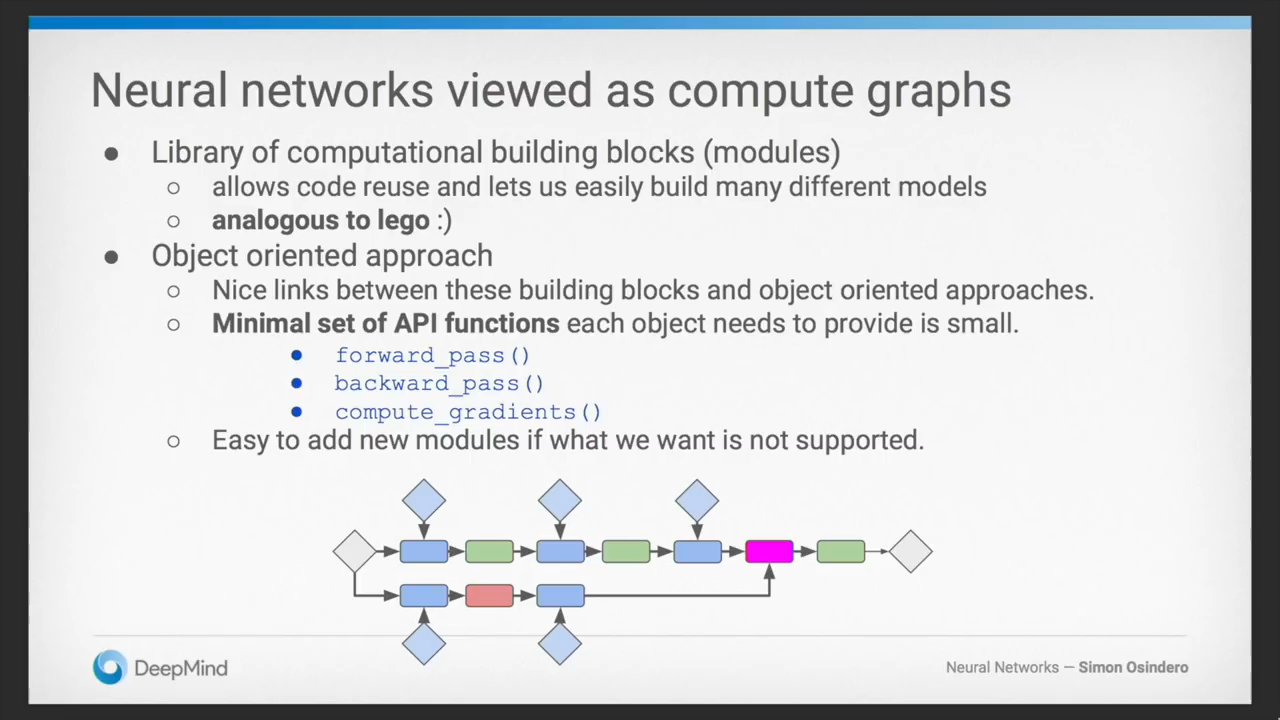 Neural networks viewed as compute graphs
● Library of computational building blocks (modules)
○ allows code reuse and lets us easily build many different models
○ analogous to lego :)
● Object oriented approach
○ Nice links between these building blocks and object oriented approaches.
○ Minimal set of API functions each object needs to provide is small.
● forward_pass()
● backward_pass()
● compute_gradients()
○ Easy to add new modules if what we want is not supported.
DeepMind
Neural Networks — Simon Osindero